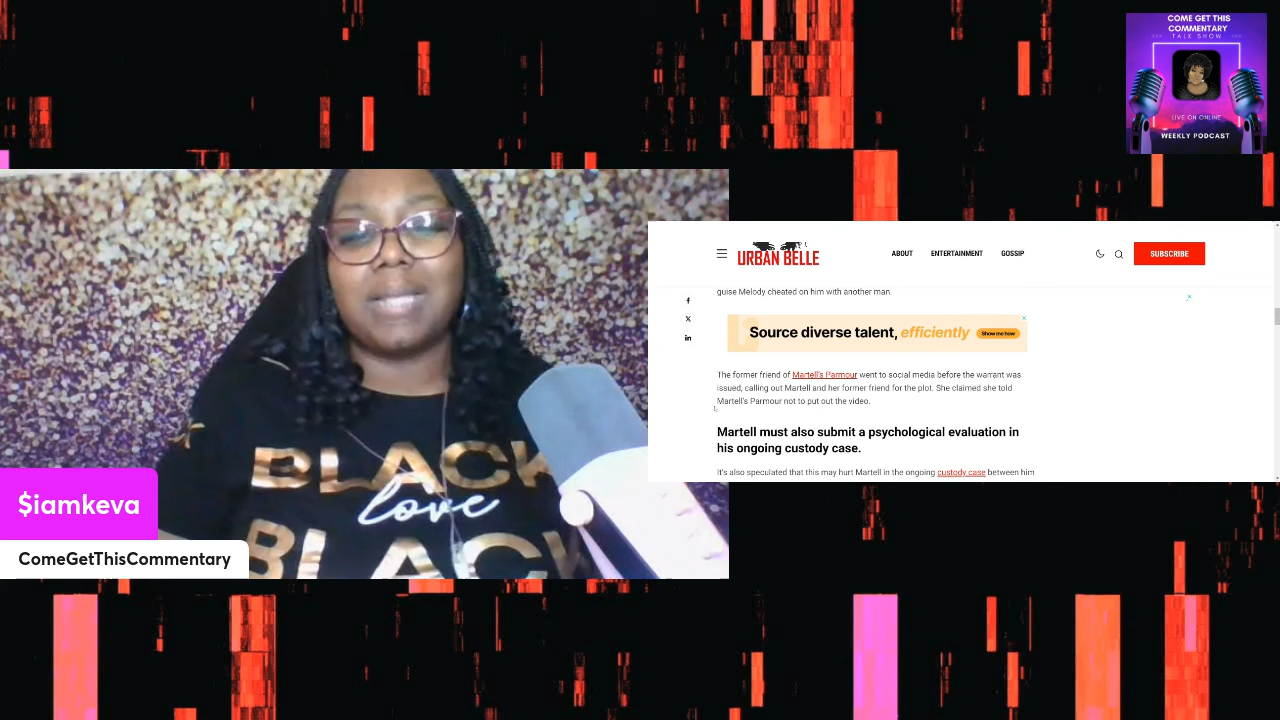 COME GET THIS
COMMENTARY
TALK SHOW
LIVE ON ONLINE
WEEKLY PODCAST
URBAN BELLE
ABOUT
ENTERTAINMENT
GOSSIP
SUBSCRIBE
guise Melody cheated on him with another man.
Source diverse talent, efficiently
Show me how
The former friend of Martell's Parmour went to social media before the warrant was
issued, calling out Martell and her former friend for the plot. She claimed she told
Martell's Parmour not to put out the video.
Martell must also submit a psychological evaluation in
his ongoing custody case.
It's also speculated that this may hurt Martell in the ongoing custody case between him
BLACK
love
BLACK
$iamkeva
ComeGetThisCommentary